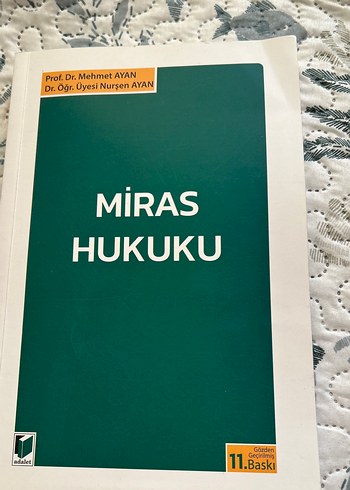 Prof. Dr. Mehmet AYAN
Dr. Öğr. Üyesi Nurşen AYAN
MİRAS
HUKUKU
adalet
Gözden
Geçirilmiş
11.Baskı